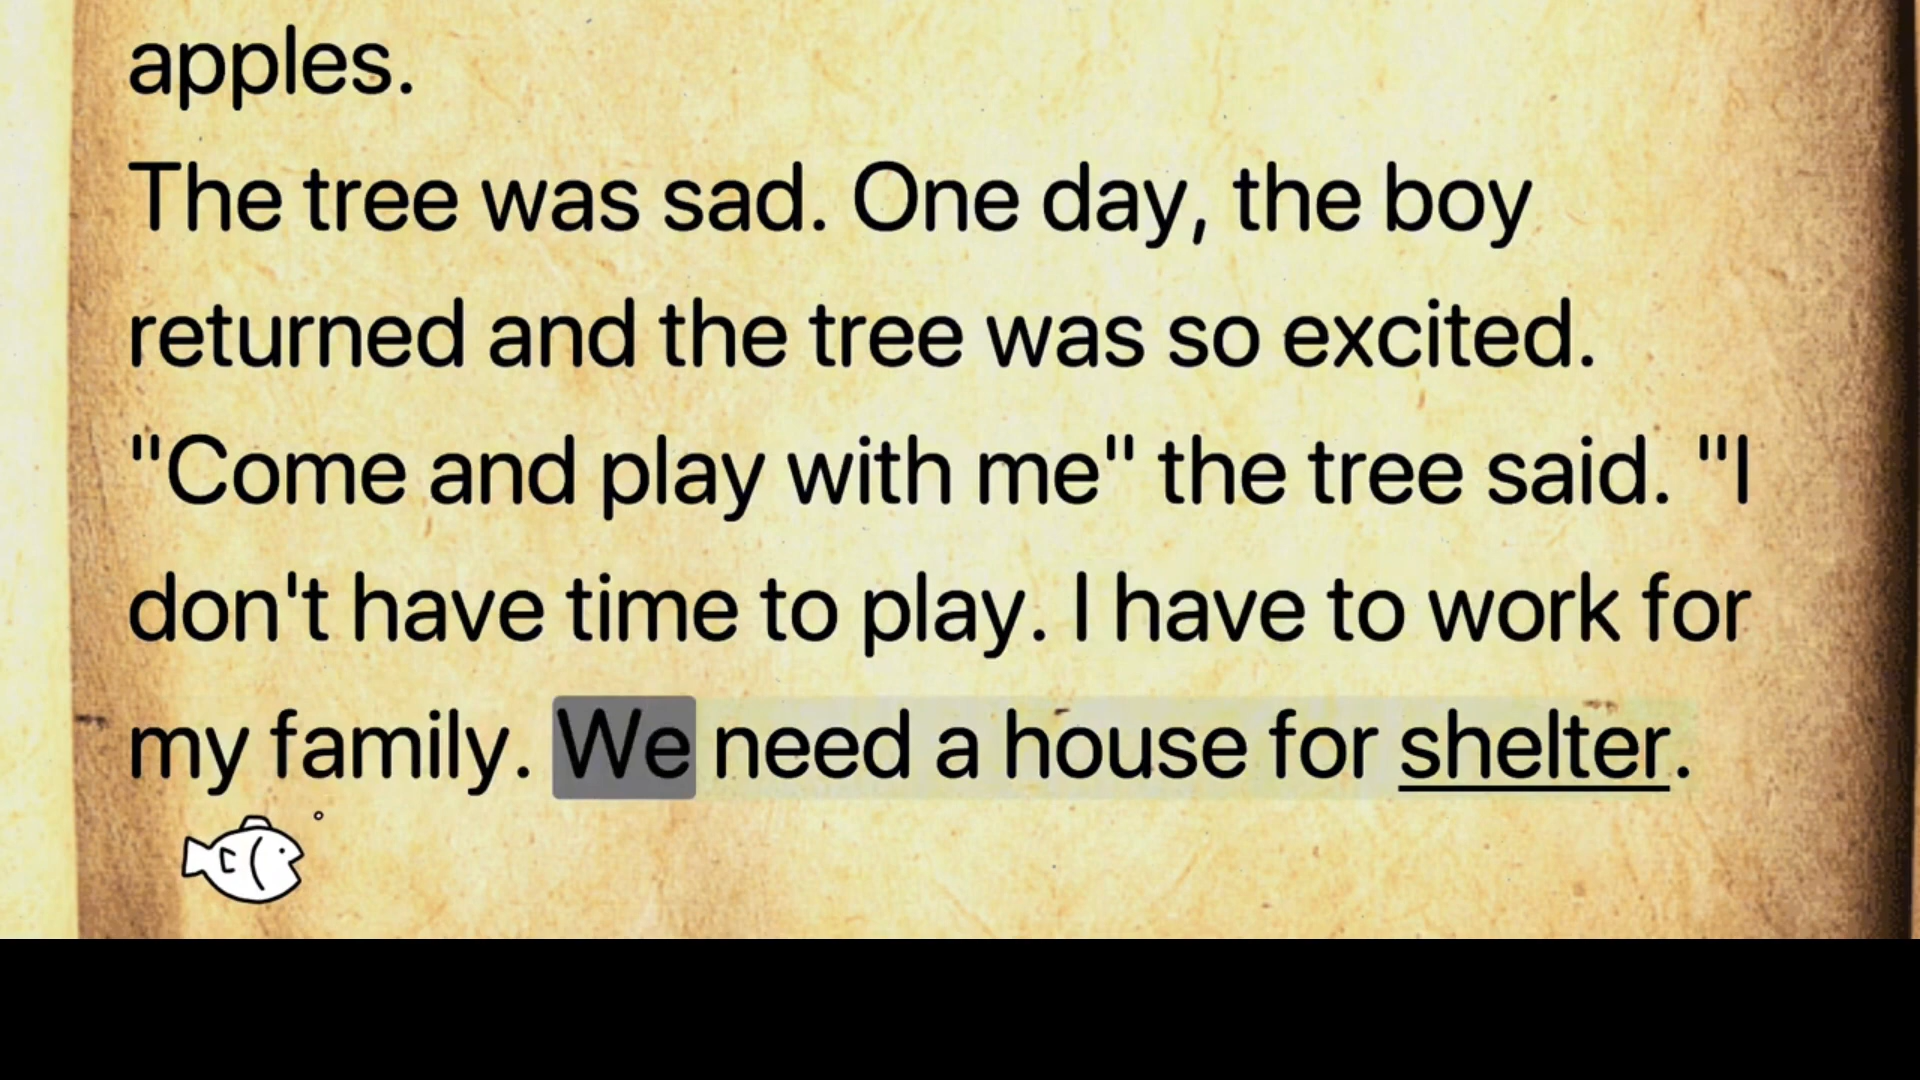 apples.
The tree was sad. One day, the boy
returned and the tree was so excited.
"Come and play with me" the tree said. "I
don't have time to play. I have to work for
my family. We need a house for shelter.